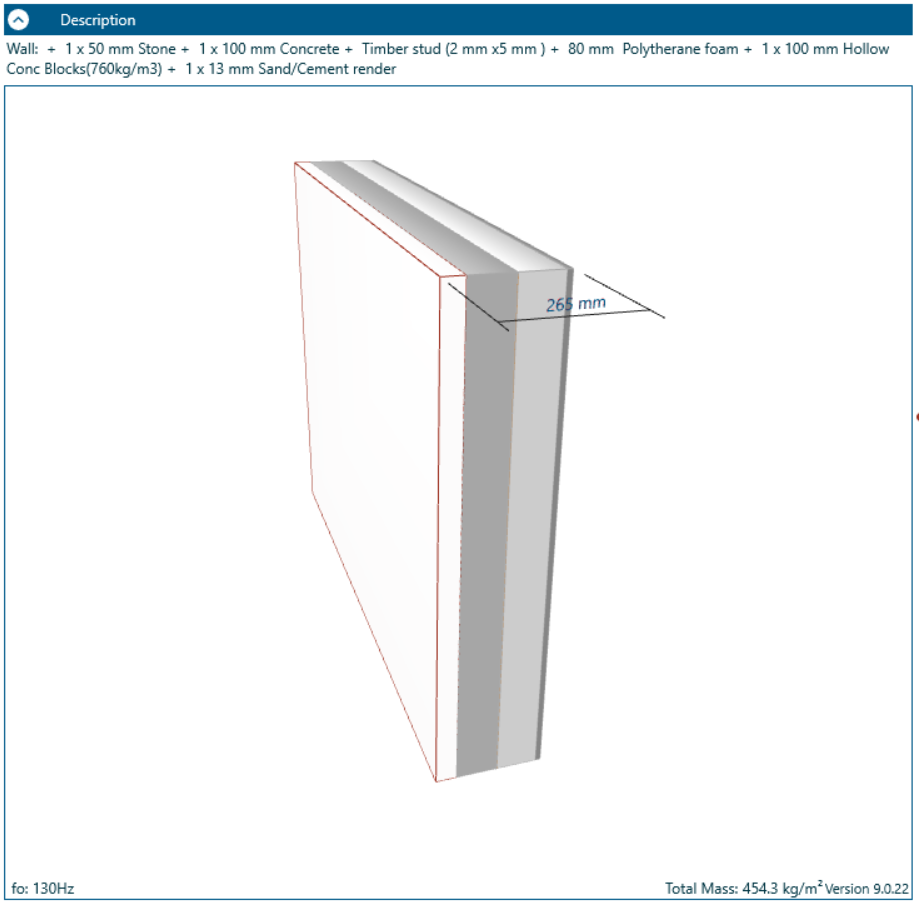 Description
Wall:  +  1 x 50 mm Stone +  1 x 100 mm Concrete +  Timber stud (2 mm x5 mm ) +  80 mm  Polytherane foam +  1 x 100 mm Hollow
Conc Blocks(760kg/m3) +  1 x 13 mm Sand/Cement render
265 mm
fo: 130Hz
Total Mass: 454.3 kg/m² Version 9.0.22